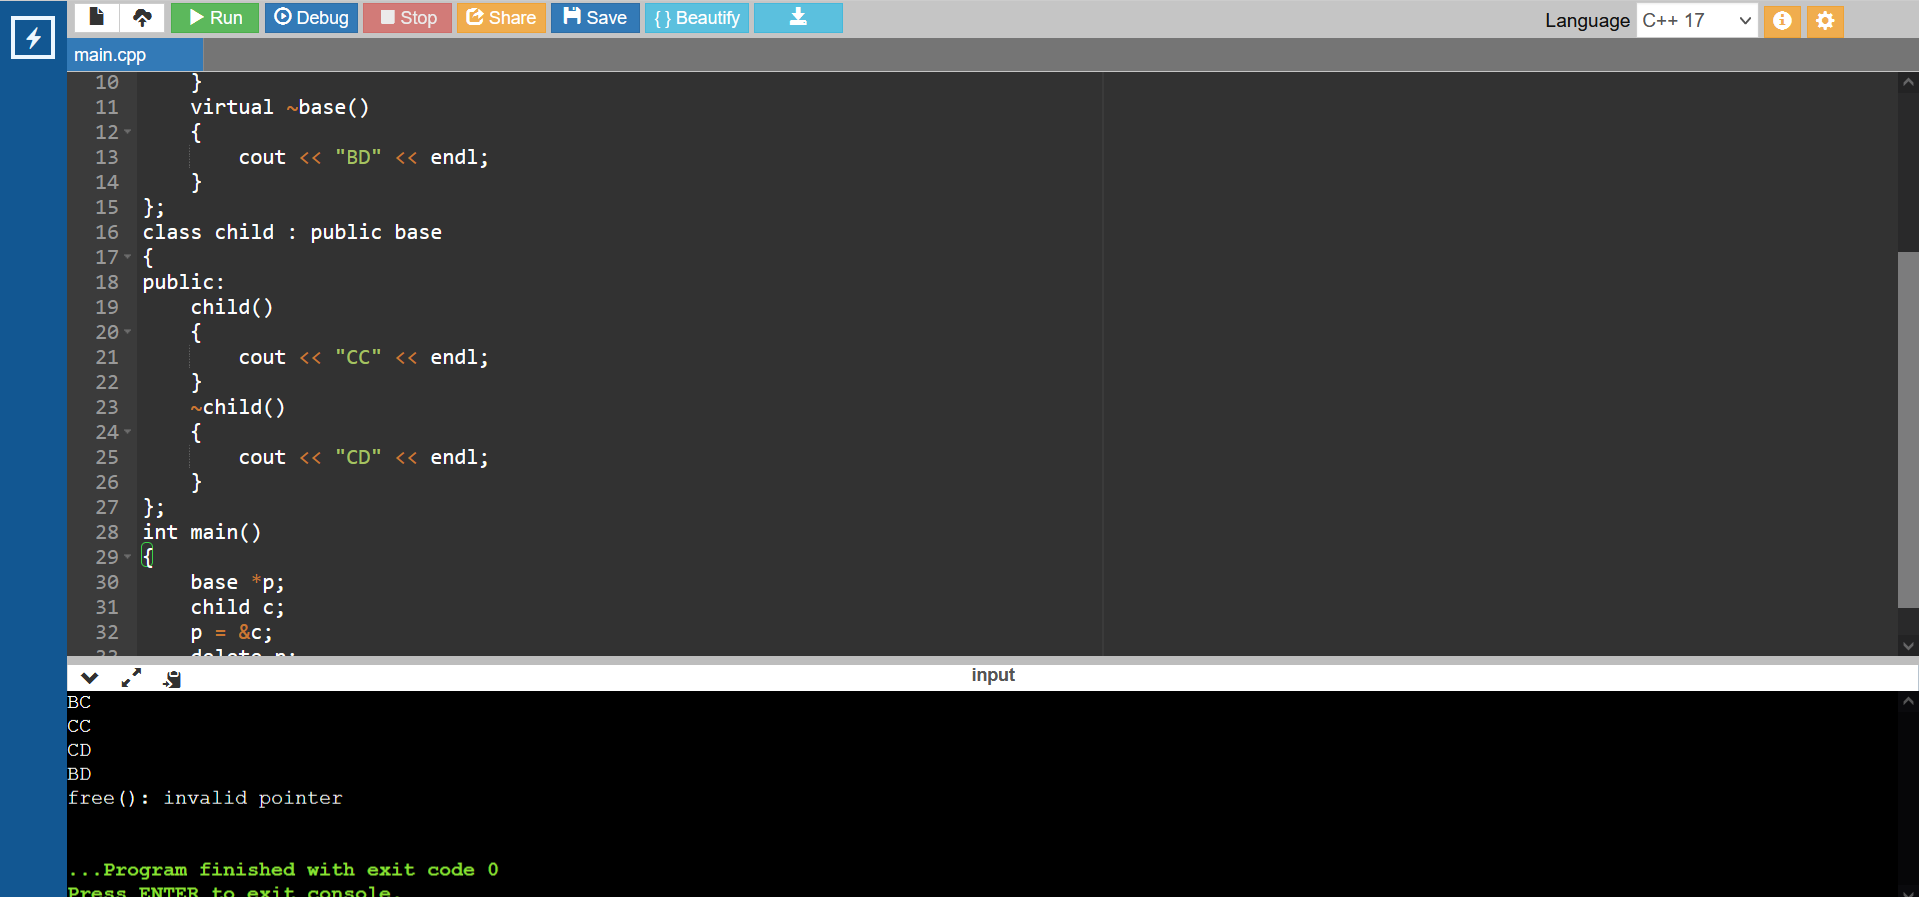 Run Debug Stop Share Save { } Beautify Language C++ 17
main.cpp
10 }
11 virtual ~base()
12 {
13 cout << "BD" << endl;
14 }
15 };
16 class child : public base
17 {
18 public:
19 child()
20 {
21 cout << "CC" << endl;
22 }
23 ~child()
24 {
25 cout << "CD" << endl;
26 }
27 };
28 int main()
29 {
30 base *p;
31 child c;
32 p = &c;
33 delete p;
input
BC
CC
CD
BD
free(): invalid pointer
...Program finished with exit code 0
Press ENTER to exit console.